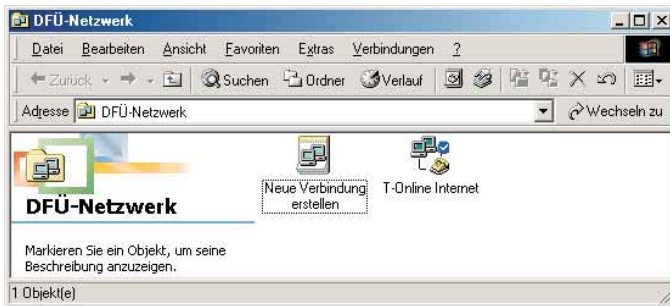 DFÜ-Netzwerk
Datei Bearbeiten Ansicht Favoriten Extras Verbindungen ?
Zurück Suchen Ordner Verlauf
Adresse DFÜ-Netzwerk Wechseln zu
DFÜ-Netzwerk
Markieren Sie ein Objekt, um seine
Beschreibung anzuzeigen.
Neue Verbindung
erstellen
T-Online Internet
1 Objekt(e)